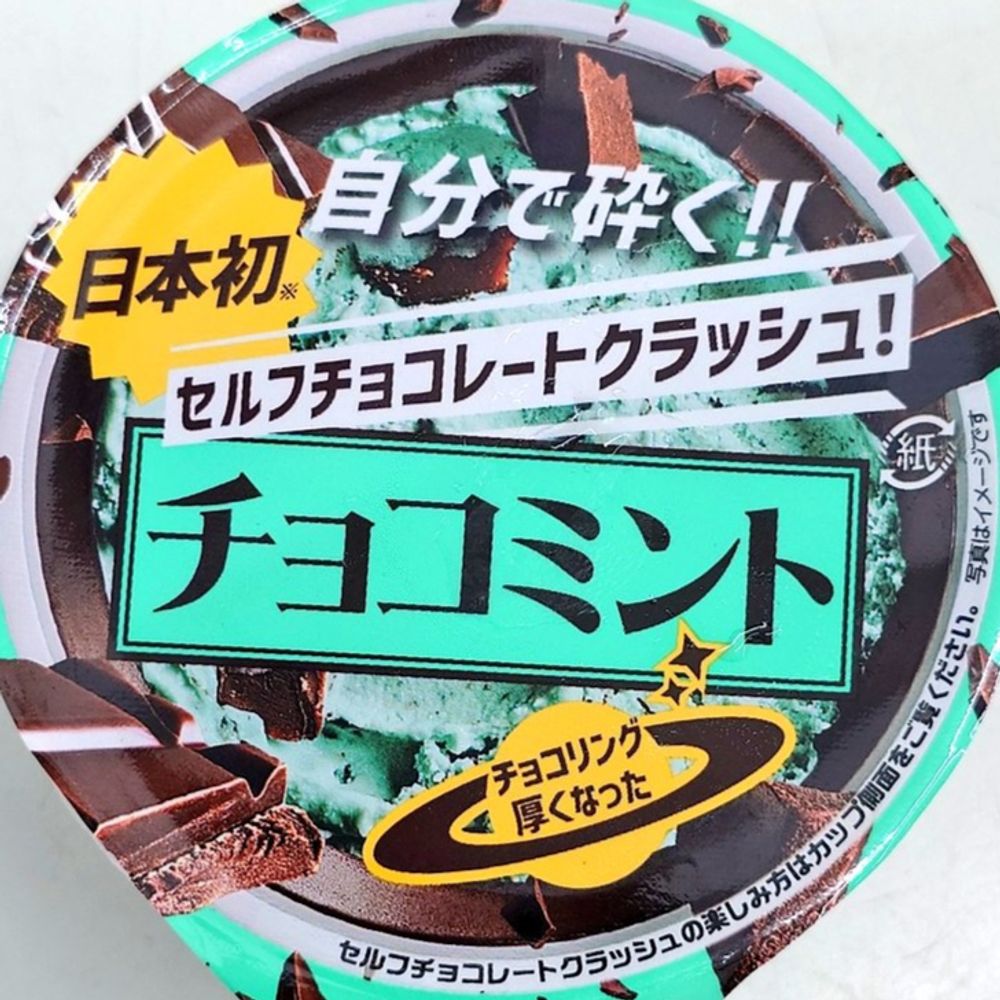 自分で砕く!!
日本初※
セルフチョコレートクラッシュ!
紙
チョコミント
チョコリング
厚くなった
写真はイメージです
セルフチョコレートクラッシュの楽しみ方はカップ側面をご覧ください。